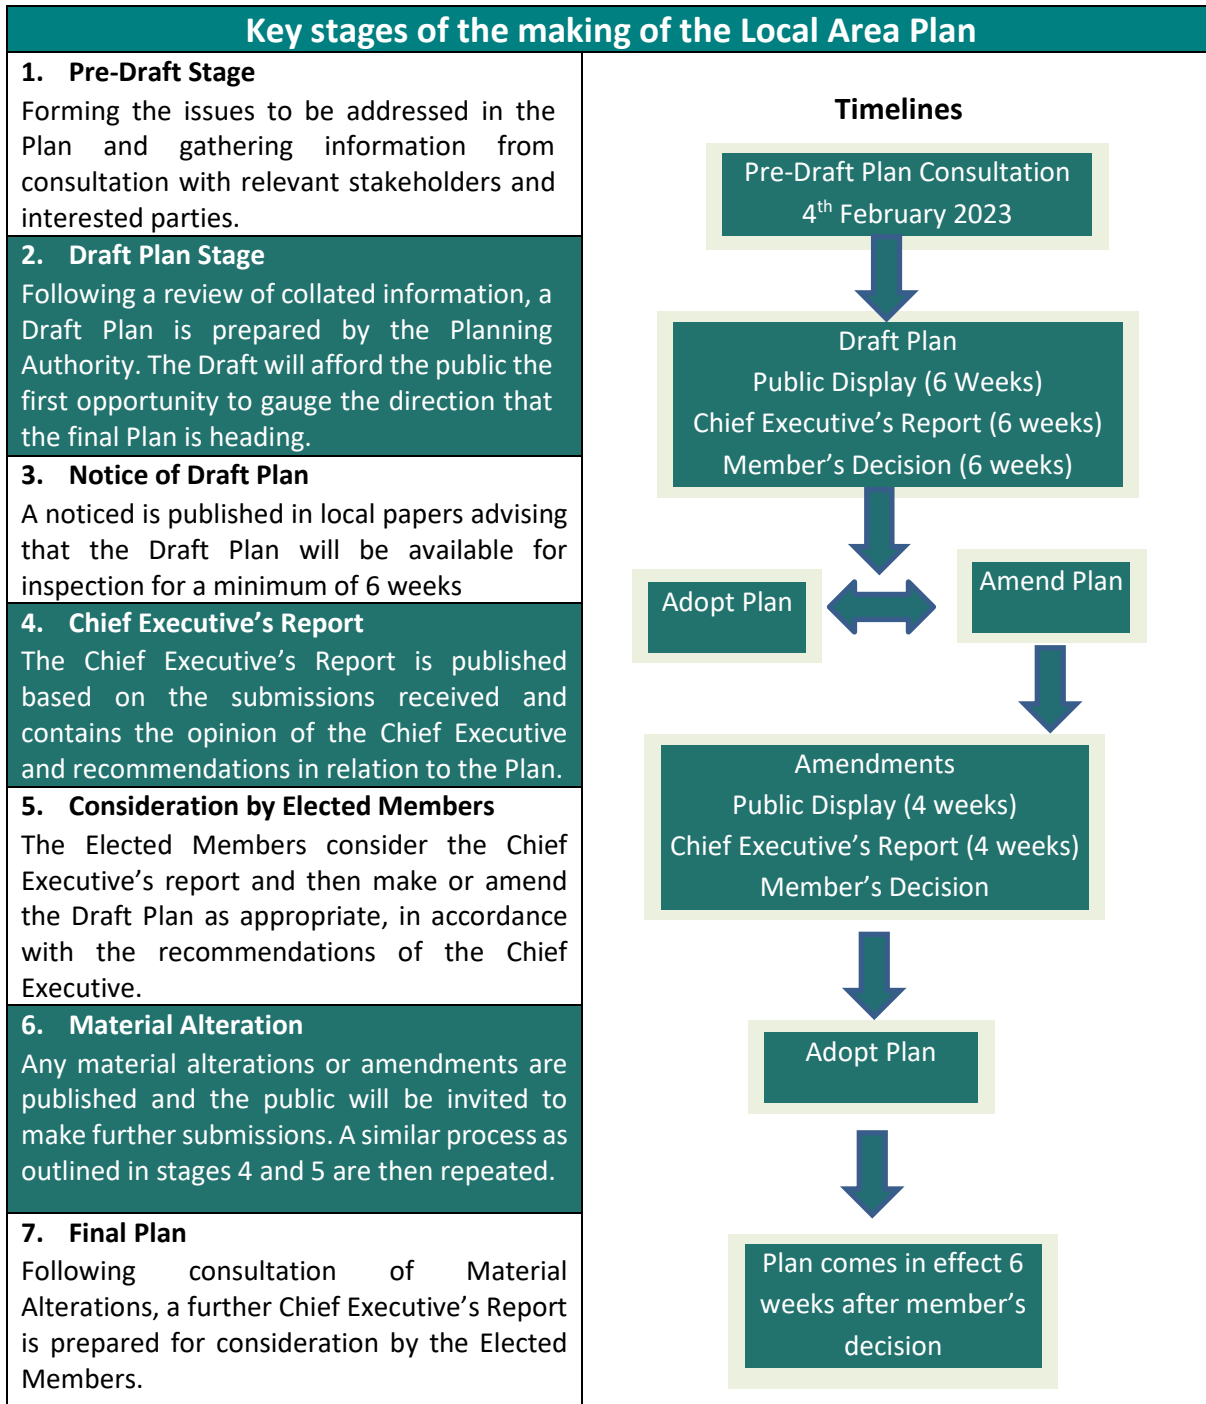 Key stages of the making of the Local Area Plan
1. Pre-Draft Stage
Forming the issues to be addressed in the
Plan and gathering information from
consultation with relevant stakeholders and
interested parties.
2. Draft Plan Stage
Following a review of collated information, a
Draft Plan is prepared by the Planning
Authority. The Draft will afford the public the
first opportunity to gauge the direction that
the final Plan is heading.
3. Notice of Draft Plan
A noticed is published in local papers advising
that the Draft Plan will be available for
inspection for a minimum of 6 weeks
4. Chief Executive’s Report
The Chief Executive’s Report is published
based on the submissions received and
contains the opinion of the Chief Executive
and recommendations in relation to the Plan.
5. Consideration by Elected Members
The Elected Members consider the Chief
Executive’s report and then make or amend
the Draft Plan as appropriate, in accordance
with the recommendations of the Chief
Executive.
6. Material Alteration
Any material alterations or amendments are
published and the public will be invited to
make further submissions. A similar process as
outlined in stages 4 and 5 are then repeated.
7. Final Plan
Following consultation of Material
Alterations, a further Chief Executive’s Report
is prepared for consideration by the Elected
Members.
Timelines
Pre-Draft Plan Consultation
4th February 2023
Draft Plan
Public Display (6 Weeks)
Chief Executive’s Report (6 weeks)
Member’s Decision (6 weeks)
Adopt Plan
Amend Plan
Amendments
Public Display (4 weeks)
Chief Executive’s Report (4 weeks)
Member’s Decision
Adopt Plan
Plan comes in effect 6
weeks after member’s
decision